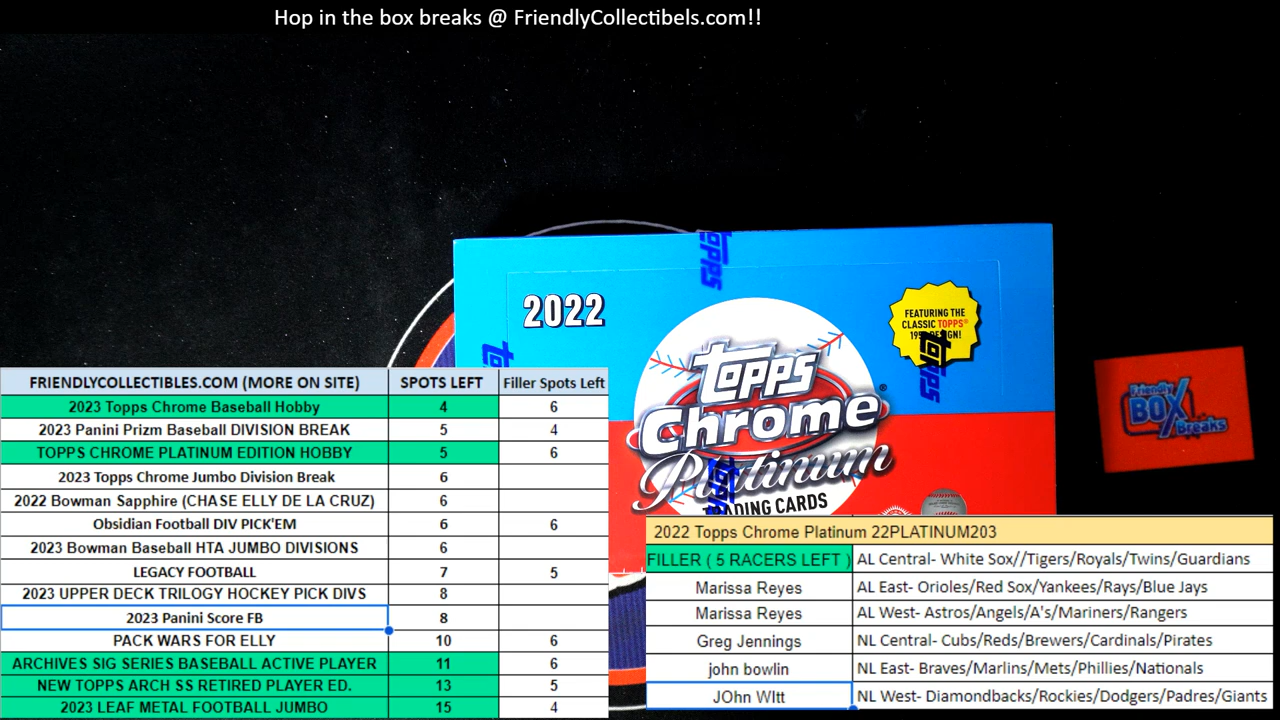 Hop in the box breaks @ FriendlyCollectibels.com!!
topps
2022
FEATURING THE
CLASSIC TOPPS®
topps
topps
topps
Chrome®
Platinum
TRADING CARDS
topps
Friendly
BOX
Breaks
FRIENDLYCOLLECTIBLES.COM (MORE ON SITE) SPOTS LEFT Filler Spots Left
2023 Topps Chrome Baseball Hobby 4 6
2023 Panini Prizm Baseball DIVISION BREAK 5 4
TOPPS CHROME PLATINUM EDITION HOBBY 5 6
2023 Topps Chrome Jumbo Division Break 6
2022 Bowman Sapphire (CHASE ELLY DE LA CRUZ) 6
Obsidian Football DIV PICK'EM 6 6
2023 Bowman Baseball HTA JUMBO DIVISIONS 6
LEGACY FOOTBALL 7 5
2023 UPPER DECK TRILOGY HOCKEY PICK DIVS 8
2023 Panini Score FB 8
PACK WARS FOR ELLY 10 6
ARCHIVES SIG SERIES BASEBALL ACTIVE PLAYER 11 6
NEW TOPPS ARCH SS RETIRED PLAYER ED. 13 5
2023 LEAF METAL FOOTBALL JUMBO 15 4
2022 Topps Chrome Platinum 22PLATINUM203
FILLER ( 5 RACERS LEFT ) AL Central- White Sox//Tigers/Royals/Twins/Guardians
Marissa Reyes AL East- Orioles/Red Sox/Yankees/Rays/Blue Jays
Marissa Reyes AL West- Astros/Angels/A's/Mariners/Rangers
Greg Jennings NL Central- Cubs/Reds/Brewers/Cardinals/Pirates
john bowlin NL East- Braves/Marlins/Mets/Phillies/Nationals
JOhn WItt NL West- Diamondbacks/Rockies/Dodgers/Padres/Giants